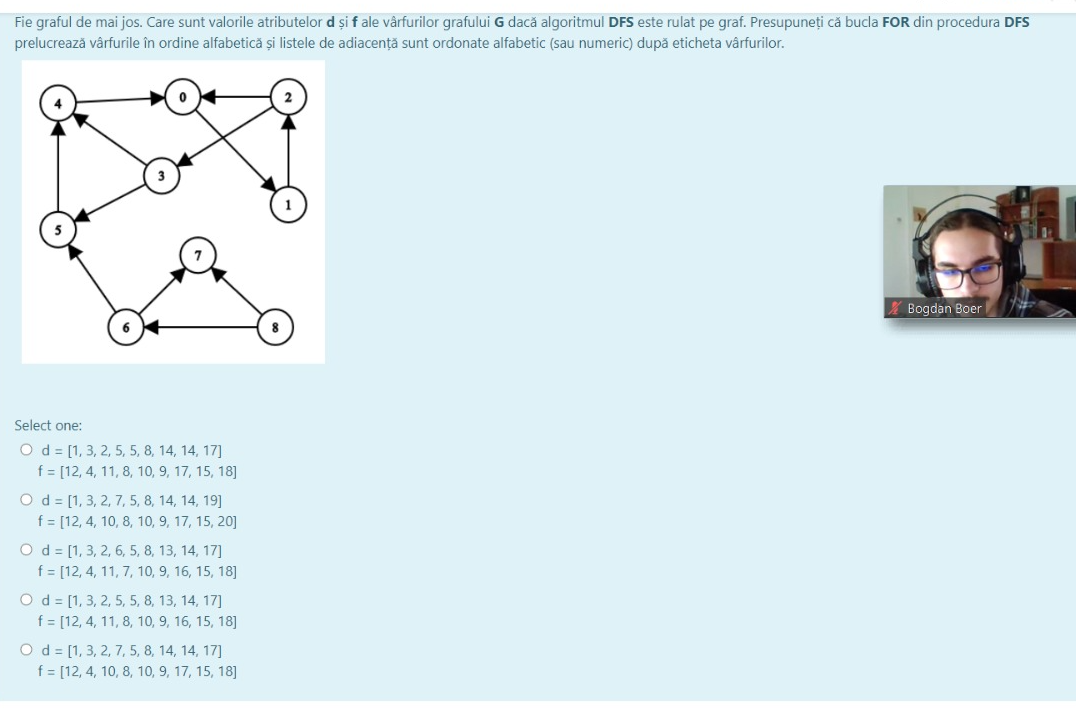 Fie graful de mai jos. Care sunt valorile atributelor d și f ale vârfurilor grafului G dacă algoritmul DFS este rulat pe graf. Presupuneți că bucla FOR din procedura DFS
prelucrează vârfurile în ordine alfabetică și listele de adiacență sunt ordonate alfabetic (sau numeric) după eticheta vârfurilor.
4
0
2
3
1
5
7
6
8
Bogdan Boer
Select one:
d = [1, 3, 2, 5, 5, 8, 14, 14, 17]
f = [12, 4, 11, 8, 10, 9, 17, 15, 18]
d = [1, 3, 2, 7, 5, 8, 14, 14, 19]
f = [12, 4, 10, 8, 10, 9, 17, 15, 20]
d = [1, 3, 2, 6, 5, 8, 13, 14, 17]
f = [12, 4, 11, 7, 10, 9, 16, 15, 18]
d = [1, 3, 2, 5, 5, 8, 13, 14, 17]
f = [12, 4, 11, 8, 10, 9, 16, 15, 18]
d = [1, 3, 2, 7, 5, 8, 14, 14, 17]
f = [12, 4, 10, 8, 10, 9, 17, 15, 18]